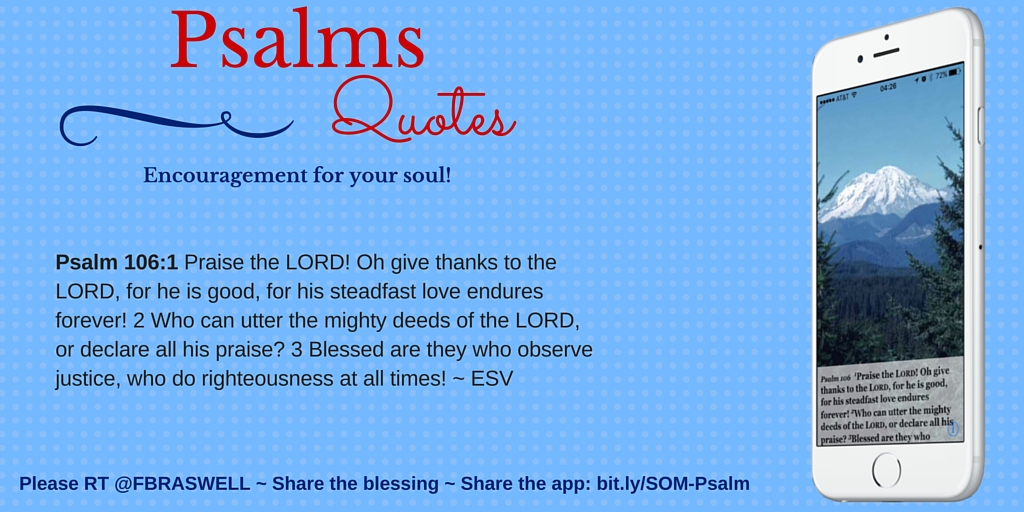 Psalms
Quotes
Encouragement for your soul!
Psalm 106:1 Praise the LORD! Oh give thanks to the
LORD, for he is good, for his steadfast love endures
forever! 2 Who can utter the mighty deeds of the LORD,
or declare all his praise? 3 Blessed are they who observe
justice, who do righteousness at all times! ~ ESV
Please RT @FBRASWELL ~ Share the blessing ~ Share the app: bit.ly/SOM-Psalm
AT&T 04:26 72%
Psalm 106 ¹Praise the LORD! Oh give
thanks to the LORD, for he is good,
for his steadfast love endures
forever! ²Who can utter the mighty
deeds of the LORD, or declare all his
praise? ³Blessed are they who